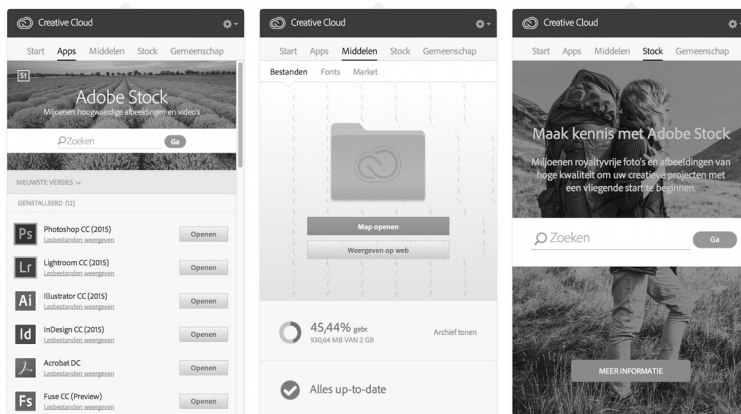 Creative Cloud
Start Apps Middelen Stock Gemeenschap
St
Adobe Stock
Miljoenen hoogwaardige afbeeldingen en video's
Zoeken Ga
NIEUWSTE VERSIES
GEÏNSTALLEERD (12)
Ps Photoshop CC (2015)
Lesbestanden weergeven
Openen
Lr Lightroom CC (2015)
Lesbestanden weergeven
Openen
Ai Illustrator CC (2015)
Lesbestanden weergeven
Openen
Id InDesign CC (2015)
Lesbestanden weergeven
Openen
Acrobat DC
Lesbestanden weergeven
Openen
Fs Fuse CC (Preview)
Lesbestanden weergeven
Openen
Creative Cloud
Start Apps Middelen Stock Gemeenschap
Bestanden Fonts Market
Map openen
Weergeven op web
45,44% gebr.
930,64 MB VAN 2 GB
Archief tonen
Alles up-to-date
Creative Cloud
Start Apps Middelen Stock Gemeenschap
Maak kennis met Adobe Stock
Miljoenen royaltyvrije foto's en afbeeldingen van
hoge kwaliteit om uw creatieve projecten met
een vliegende start te beginnen.
Zoeken Ga
MEER INFORMATIE